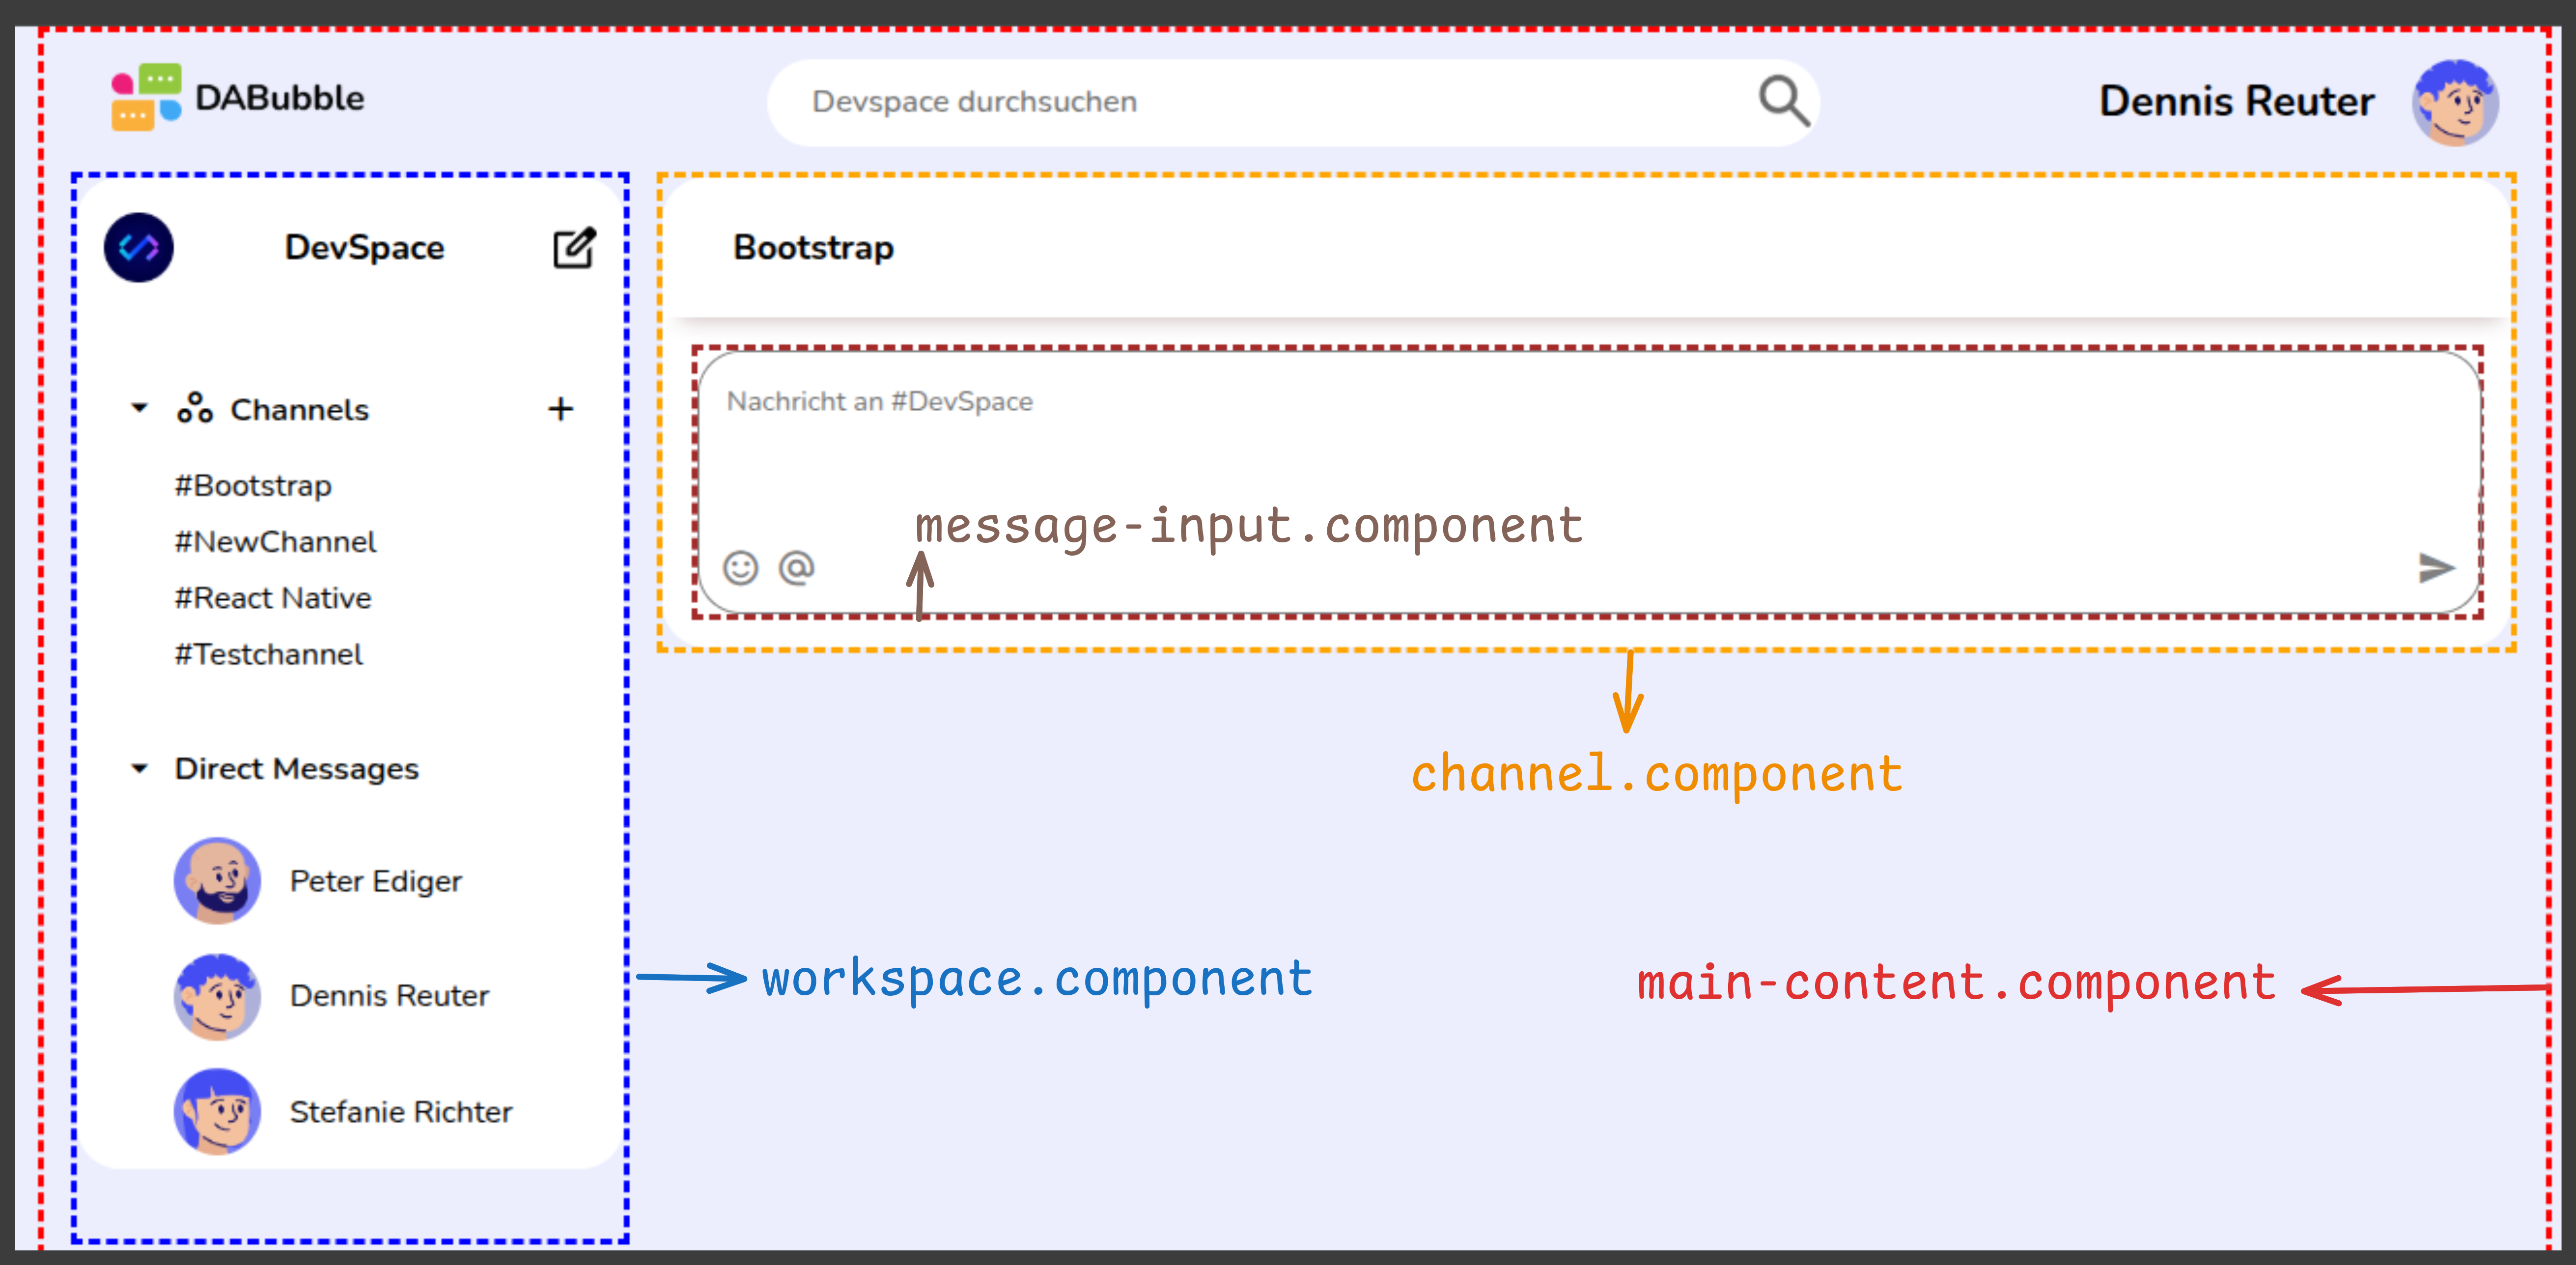 DABubble
Devspace durchsuchen
Dennis Reuter
DevSpace
Channels
#Bootstrap
#NewChannel
#React Native
#Testchannel
Direct Messages
Peter Ediger
Dennis Reuter
Stefanie Richter
Bootstrap
Nachricht an #DevSpace
@
message-input.component
channel.component
workspace.component
main-content.component